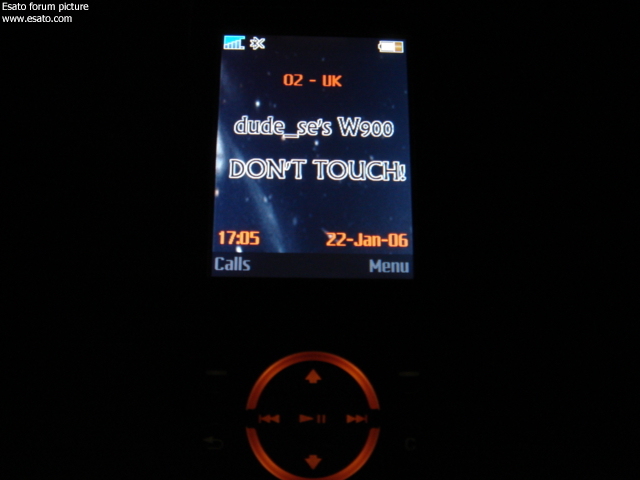 Esato forum picture
www.esato.com
O2 - UK
dude_se's W900
DON'T TOUCH!
17:05 22-Jan-06
Calls Menu